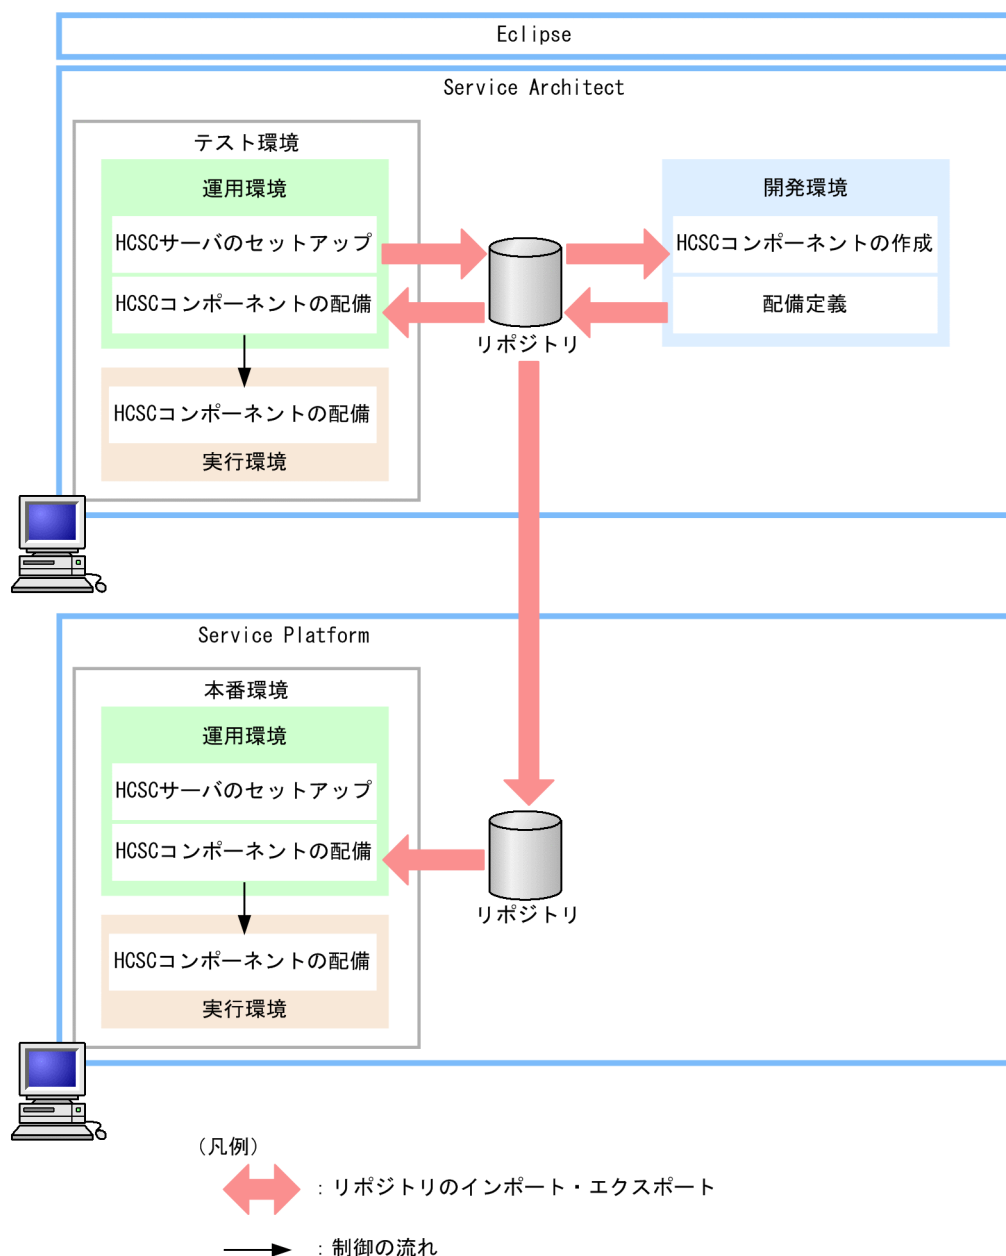 Eclipse
Service Architect
テスト環境
運用環境
HCSCサーバのセットアップ
HCSCコンポーネントの配備
HCSCコンポーネントの配備
実行環境
リポジトリ
開発環境
HCSCコンポーネントの作成
配備定義
Service Platform
本番環境
運用環境
HCSCサーバのセットアップ
HCSCコンポーネントの配備
HCSCコンポーネントの配備
実行環境
リポジトリ
(凡例)
:リポジトリのインポート・エクスポート
:制御の流れ